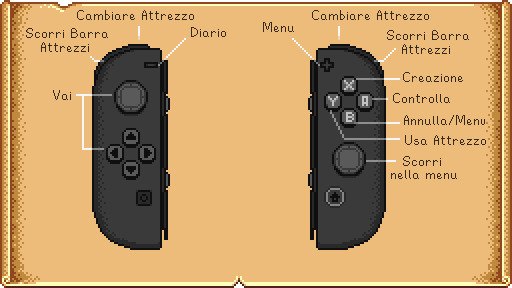 Cambiare Attrezzo
Scorri Barra
Attrezzi
Diario
Vai
Cambiare Attrezzo
Menu
Scorri Barra
Attrezzi
Creazione
X
Y
A
Controlla
B
Annulla/Menu
Usa Attrezzo
Scorri
nella menu